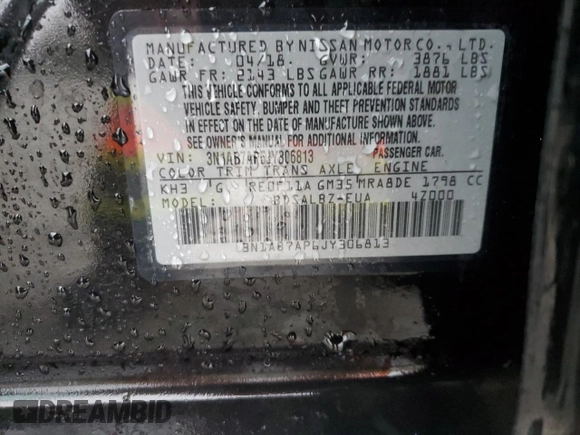 MANUFACTURED BY NISSAN MOTOR CO., LTD.
DATE: 04/18. GVWR: 3876 LBS
GAWR FR: 2143 LBS GAWR RR: 1881 LBS
THIS VEHICLE CONFORMS TO ALL APPLICABLE FEDERAL MOTOR
VEHICLE SAFETY, BUMPER AND THEFT PREVENTION STANDARDS
IN EFFECT ON THE DATE OF MANUFACTURE SHOWN ABOVE.
SEE OWNER'S MANUAL FOR ADDITIONAL INFORMATION.
VIN: PASSENGER CAR.
COLOR TRIM TRANS AXLE ENGINE
KH3 G RE0F11A GM35 MRA8DE 1798 CC
BDSALBZ-EUA 47000
3N1AB7AP6JY306813
DREAMBID